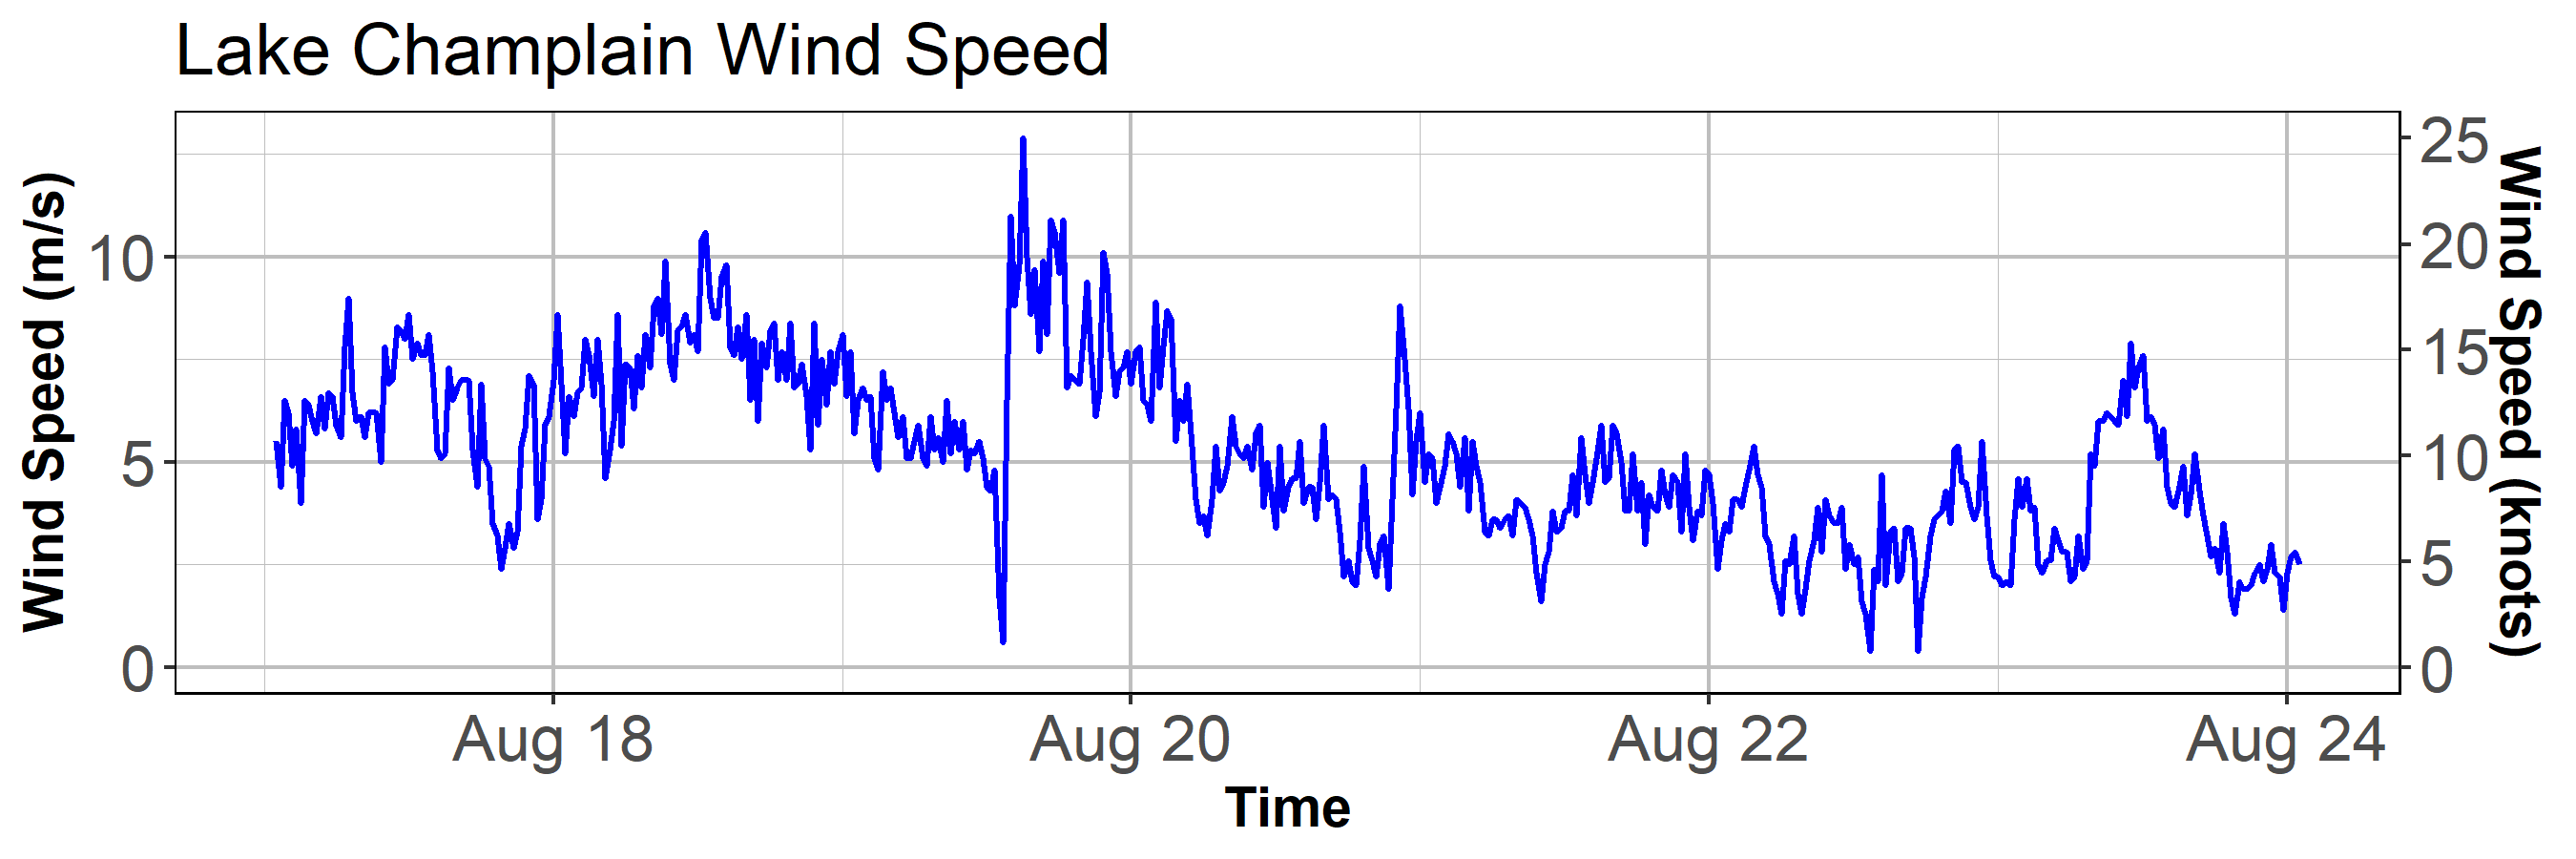 Lake Champlain Wind Speed
Wind Speed (m/s)
10
5
0
25
20
15
10
5
0
Wind Speed (knots)
Aug 18
Aug 20
Aug 22
Aug 24
Time